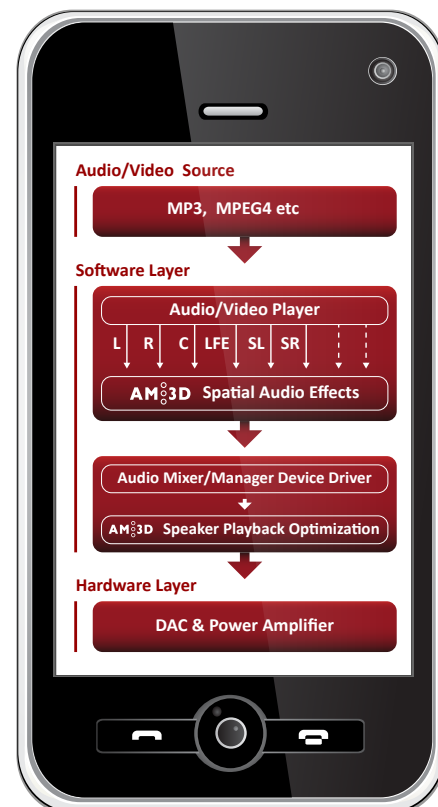 Audio/Video Source
MP3, MPEG4 etc
Software Layer
Audio/Video Player
L R C LFE SL SR
AM3D Spatial Audio Effects
Audio Mixer/Manager Device Driver
AM3D Speaker Playback Optimization
Hardware Layer
DAC & Power Amplifier